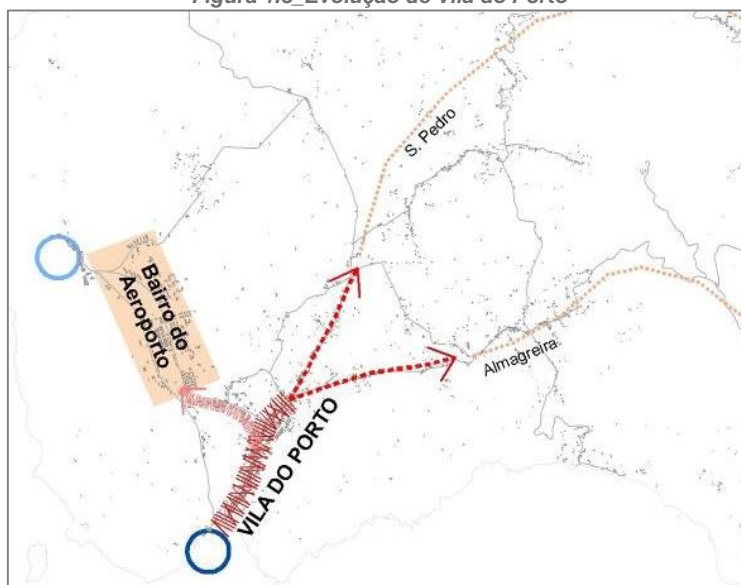 S. Pedro
Bairro do
Aeroporto
Almagreira
VILA DO PORTO